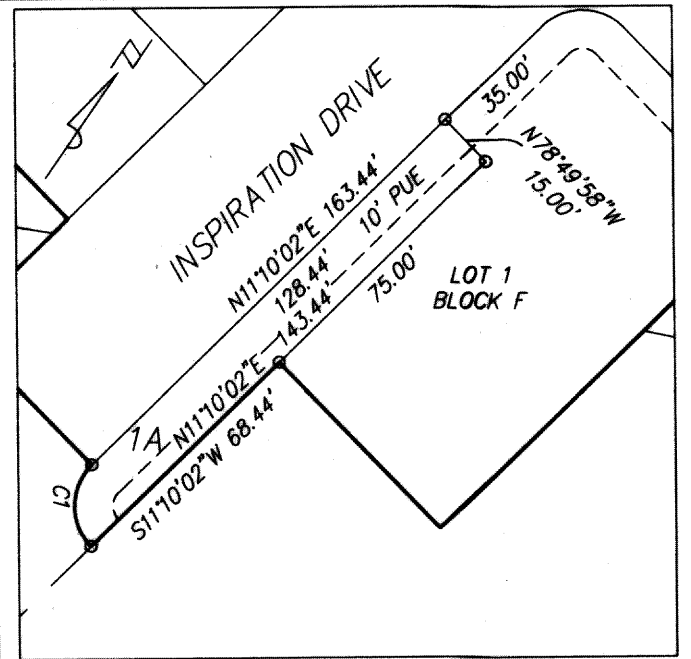 N
INSPIRATION DRIVE
35.00'
N78°49'58"W
15.00'
N11°10'02"E 163.44'
10' PUE
128.44'
75.00'
LOT 1
BLOCK F
N11°10'02"E 143.44'
1A
S11°10'02"W 68.44'
C1